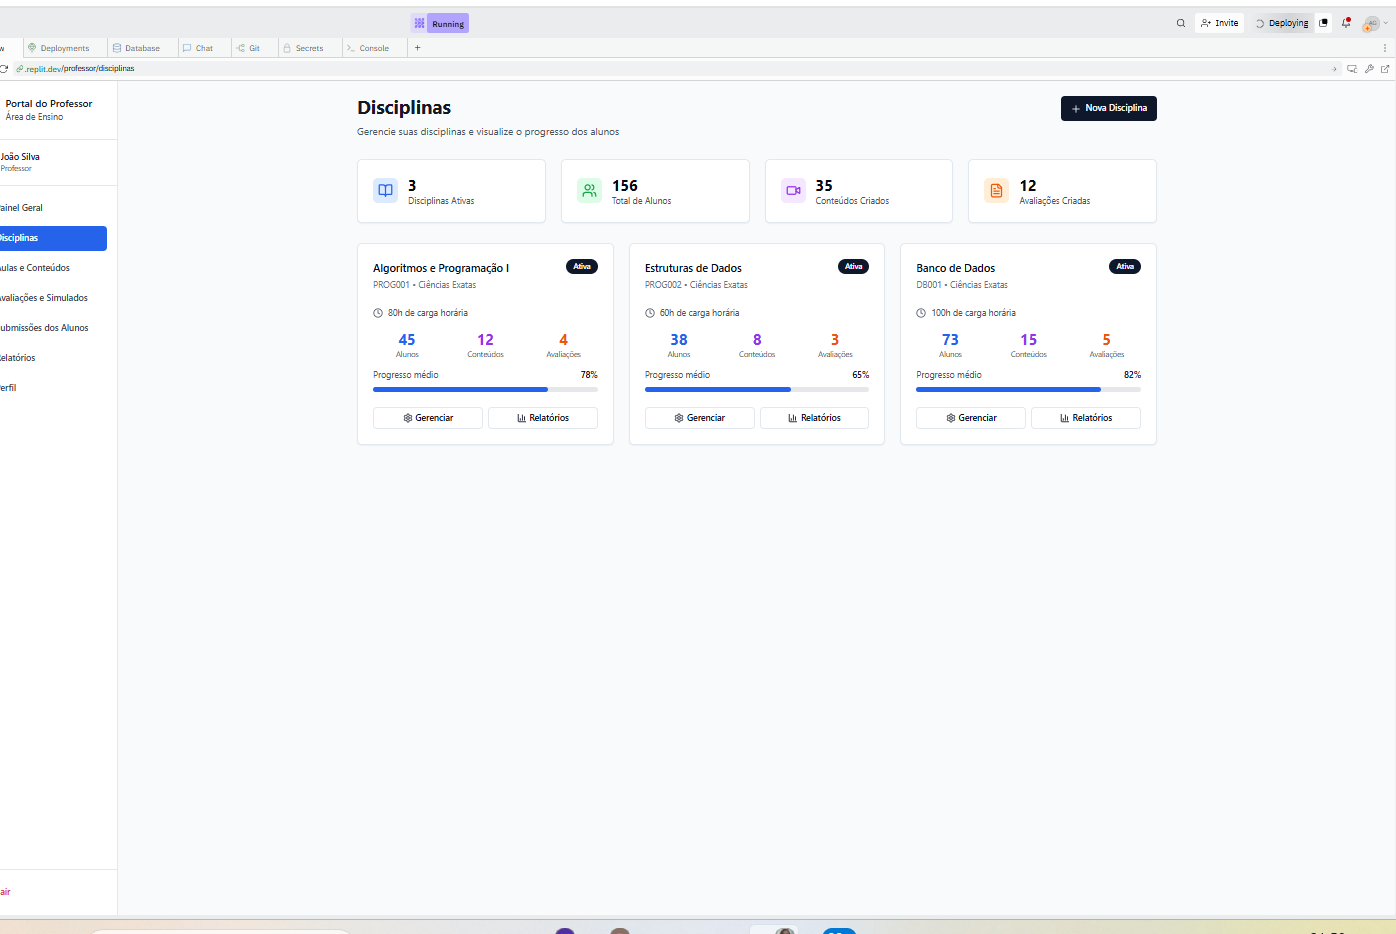 Running
Invite
Deploying
Deployments
Database
Chat
Git
Secrets
Console
.replit.dev/professor/disciplinas
Portal do Professor
Área de Ensino
João Silva
Professor
ainel Geral
Disciplinas
ulas e Conteúdos
valiações e Simulados
ubmissões dos Alunos
elatórios
erfil
air
Disciplinas
Gerencie suas disciplinas e visualize o progresso dos alunos
Nova Disciplina
3
Disciplinas Ativas
156
Total de Alunos
35
Conteúdos Criados
12
Avaliações Criadas
Algoritmos e Programação I
Ativa
PROG001 • Ciências Exatas
80h de carga horária
45 12 4
Alunos Conteúdos Avaliações
Progresso médio 78%
Gerenciar Relatórios
Estruturas de Dados
Ativa
PROG002 • Ciências Exatas
60h de carga horária
38 8 3
Alunos Conteúdos Avaliações
Progresso médio 65%
Gerenciar Relatórios
Banco de Dados
Ativa
DB001 • Ciências Exatas
100h de carga horária
73 15 5
Alunos Conteúdos Avaliações
Progresso médio 82%
Gerenciar Relatórios